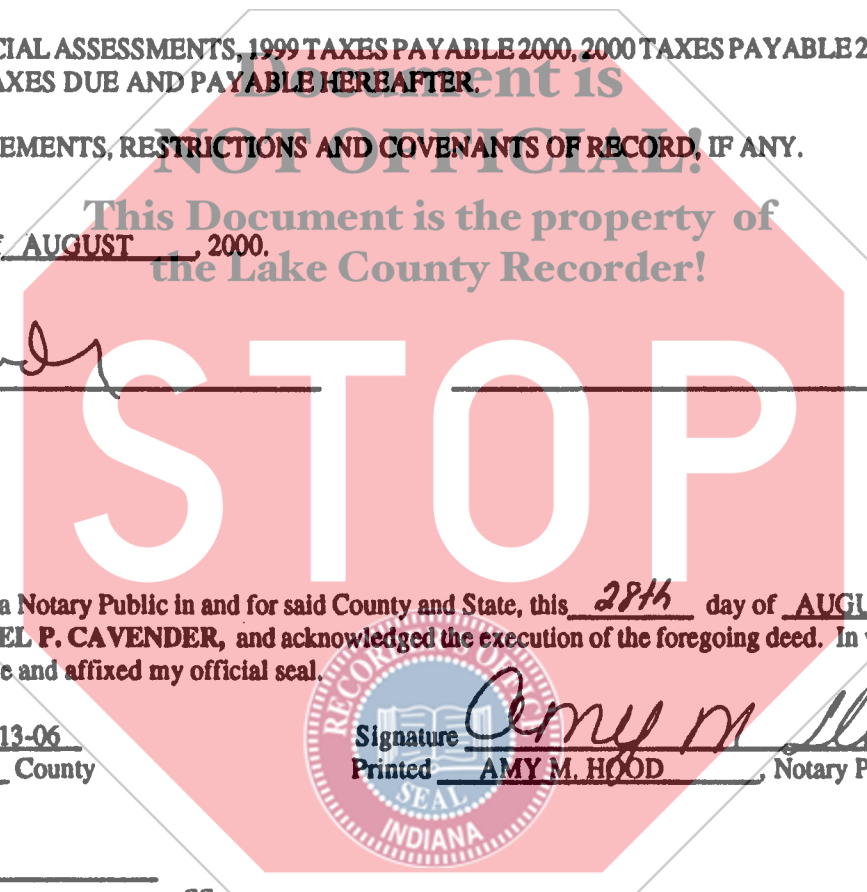 CIAL ASSESSMENTS, 1999 TAXES PAYABLE 2000, 2000 TAXES PAYABLE 2
AXES DUE AND PAYABLE HEREAFTER.
Document is
EMENTS, RESTRICTIONS AND COVENANTS OF RECORD, IF ANY.
NOT OFFICIAL!
This Document is the property of
AUGUST, 2000.
the Lake County Recorder!
STOP
a Notary Public in and for said County and State, this 28th day of AUGU
EL P. CAVENDER, and acknowledged the execution of the foregoing deed. In
e and affixed my official seal.
13-06 Signature Amy M
County Printed AMY M. HOOD, Notary P
SEAL
INDIANA